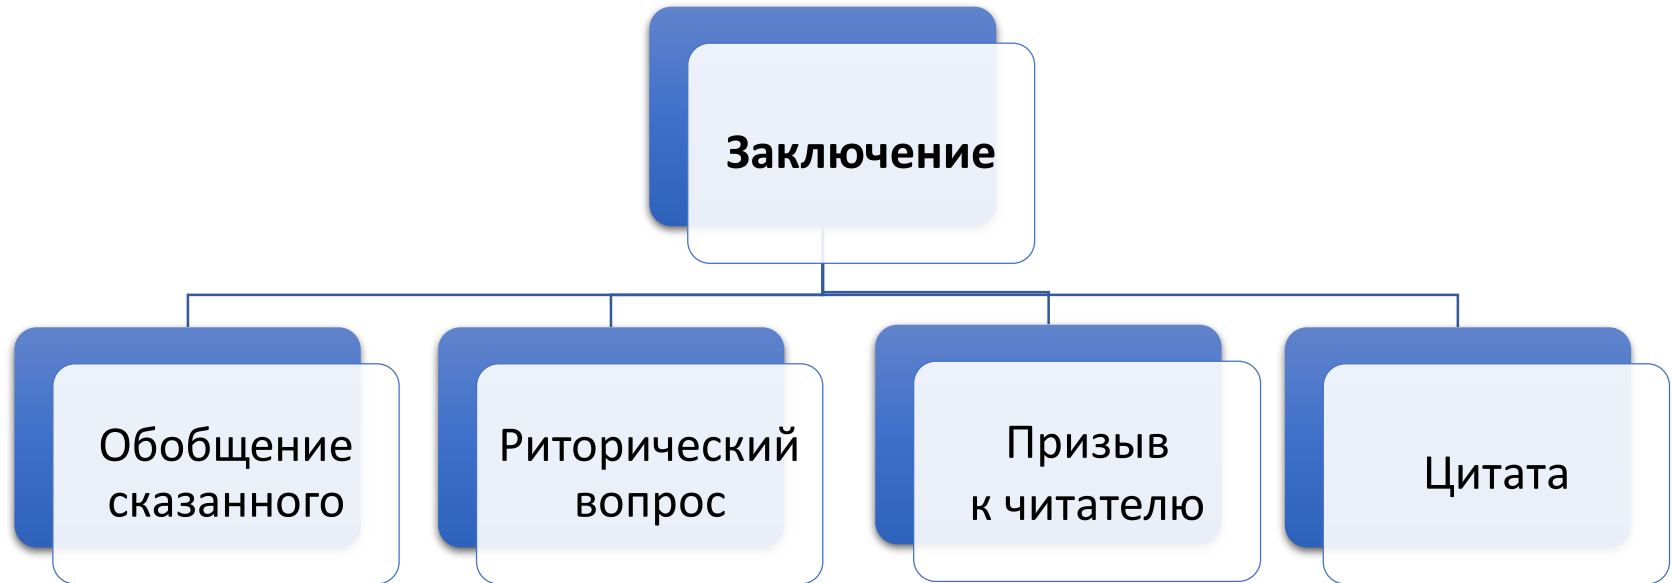 Заключение
Обобщение
сказанного
Риторический
вопрос
Призыв
к читателю
Цитата